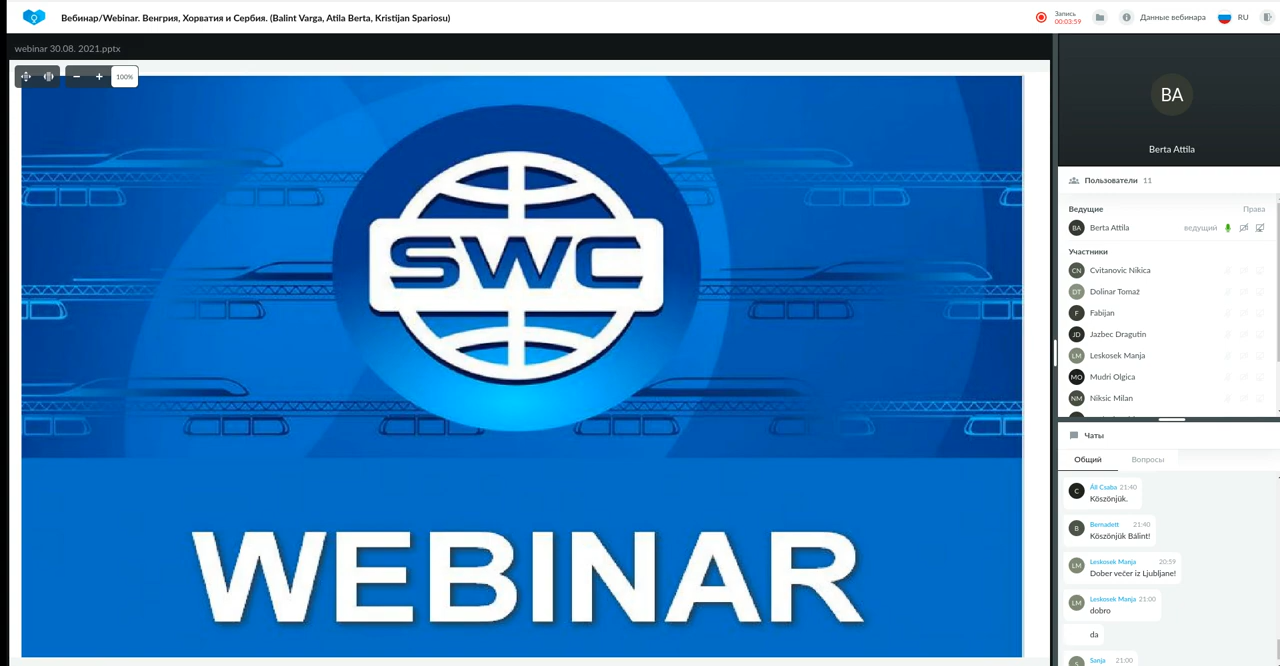 Вебинар/Webinar. Венгрия, Хорватия и Сербия. (Balint Varga, Atila Berta, Kristijan Spariosu)
Запись
00:03:59
Данные вебинара
RU
webinar 30.08. 2021.pptx
100%
SWC
WEBINAR
BA
Berta Attila
Пользователи 11
Ведущие Права
BA Berta Attila ведущий
Участники
CN Cvitanovic Nikica
DT Dolinar Tomaž
F Fabijan
JD Jazbec Dragutin
LM Leskosek Manja
MO Mudri Olgica
NM Niksic Milan
Чаты
Общий Вопросы
C Áll Csaba 21:40
Köszönjük.
B Bernadett 21:40
Köszönjük Bálint!
LM Leskosek Manja 20:59
Dober večer iz Ljubljane!
LM Leskosek Manja 21:00
dobro
da
S Sanja 21:00